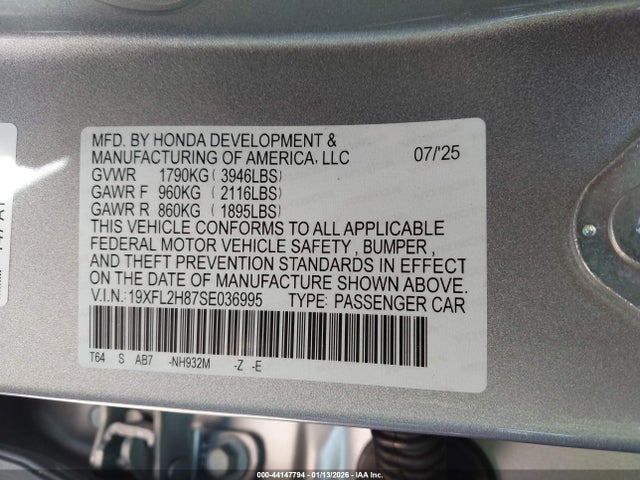 MFD. BY HONDA DEVELOPMENT &
MANUFACTURING OF AMERICA, LLC 07/'25
GVWR 1790KG ( 3946LBS)
GAWR F 960KG ( 2116LBS)
GAWR R 860KG ( 1895LBS)
THIS VEHICLE CONFORMS TO ALL APPLICABLE
FEDERAL MOTOR VEHICLE SAFETY , BUMPER ,
AND THEFT PREVENTION STANDARDS IN EFFECT
ON THE DATE OF MANUFACTURE SHOWN ABOVE.
V.I.N.: 19XFL2H87SE036995 TYPE: PASSENGER CAR
T64 S AB7 -NH932M -Z -E
000-44147794 - 01/13/2026 - IAA Inc.